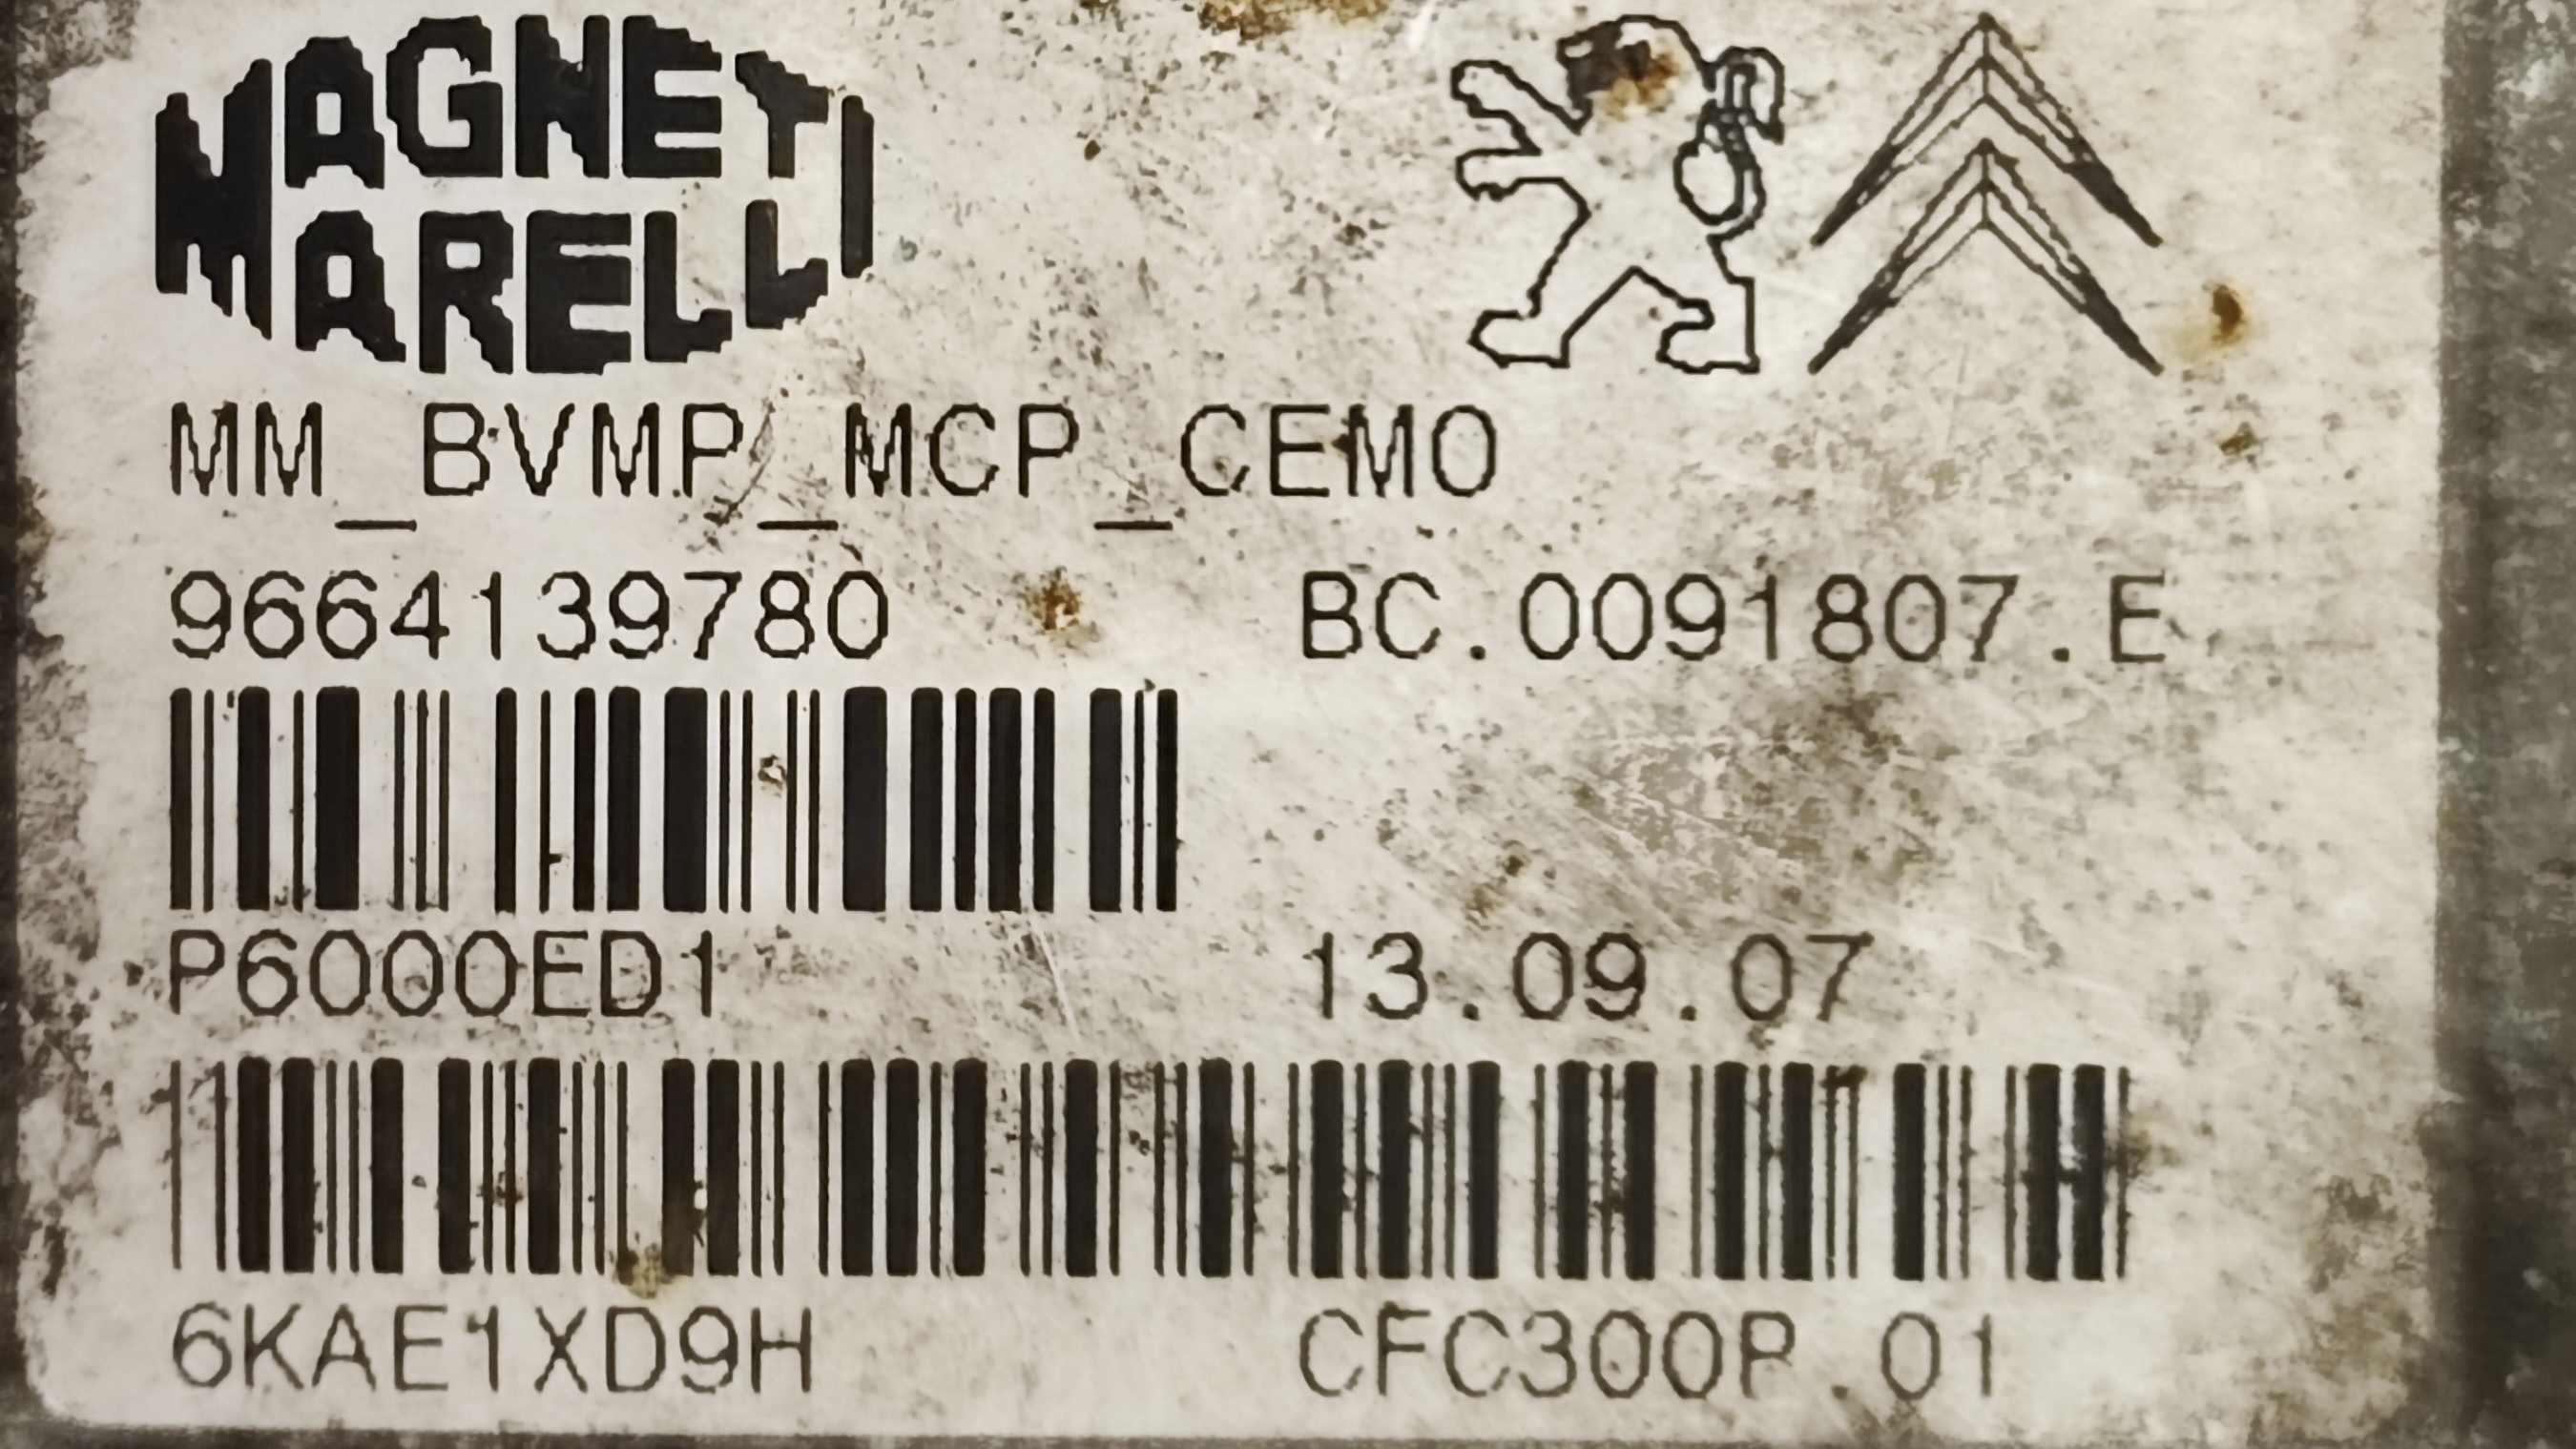 MAGNETI
MARELLI
MM_BVMP_MCP_CEMO
9664139780 BC.0091807.E
P6000ED1 13.09.07
6KAE1XD9H CFC300P.01